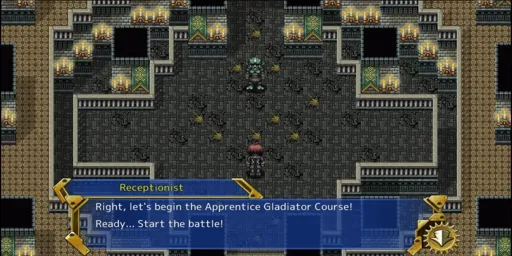 Receptionist
Right, let's begin the Apprentice Gladiator Course!
Ready... Start the battle!